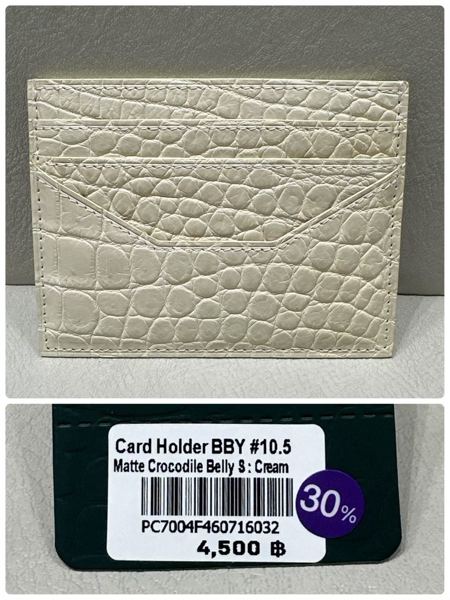 Card Holder BBY #10.5
Matte Crocodile Belly S : Cream
PC7004F460716032
4,500 ฿
30%